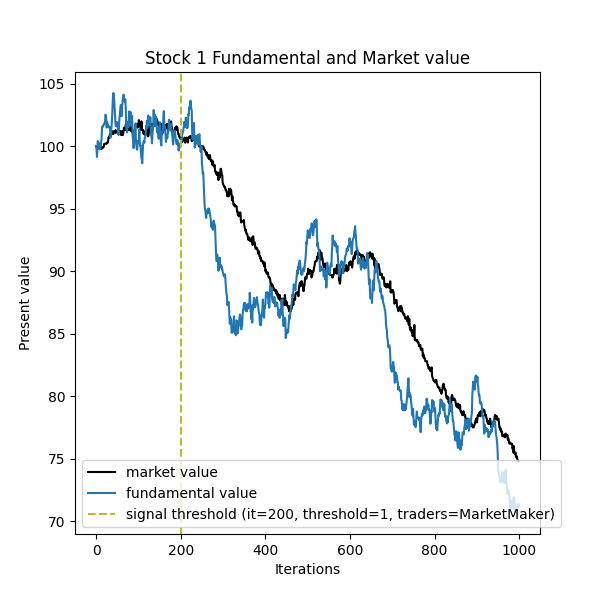 Stock 1 Fundamental and Market value
105
100
95
90
85
80
75
70
Present value
market value
fundamental value
signal threshold (it=200, threshold=1, traders=MarketMaker)
0 200 400 600 800 1000
Iterations